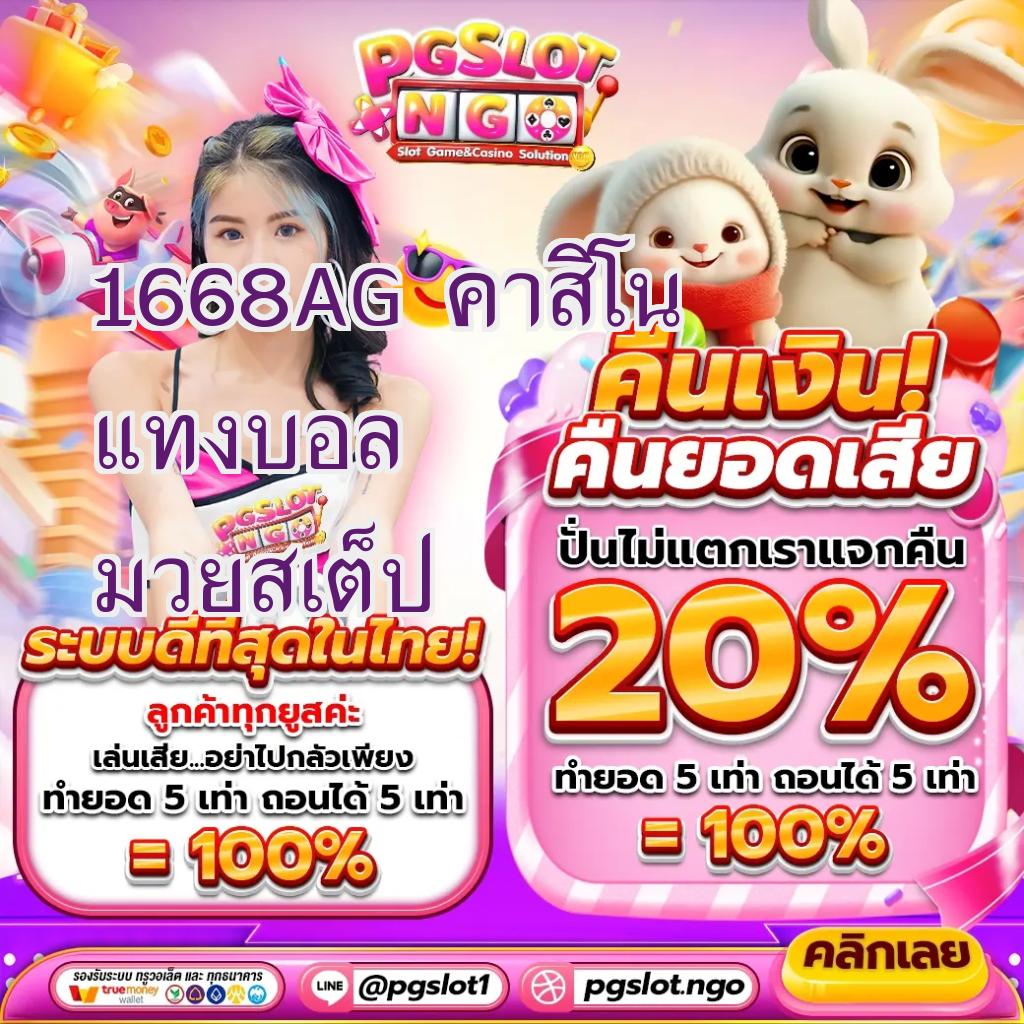 PGSLOT
NGO
Slot Game&Casino Solution
1668AG คาสิโน
แทงบอล
มวยสเต็ป
PGSLOT
NGO
คืนเงิน!
คืนยอดเสีย
ปั่นไม่แตกเราแจกคืน
20%
ทำยอด 5 เท่า ถอนได้ 5 เท่า
= 100%
ระบบดีที่สุดในไทย!
ลูกค้าทุกยูสค่ะ
เล่นเสีย...อย่าไปกลัวเพียง
ทำยอด 5 เท่า ถอนได้ 5 เท่า
= 100%
คลิกเลย
รองรับระบบ ทรูวอเล็ต และ ทุกธนาคาร
truemoney
wallet
LINE @pgslot1
pgslot.ngo